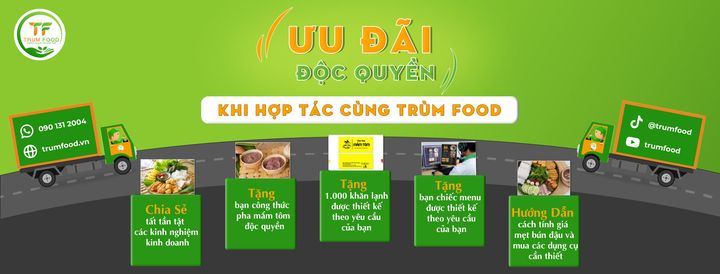 TF
TRUM FOOD
ƯU ĐÃI
ĐỘC QUYỀN
KHI HỢP TÁC CÙNG TRÙM FOOD
090 131 2004
trumfood.vn
@trumfood
trumfood
Chia Sẻ
tất tần tật
các kinh nghiệm
kinh doanh
Tặng
bạn công thức
pha mắm tôm
độc quyền
MẮM TÔM
Tặng
1.000 khăn lạnh
được thiết kế
theo yêu cầu
của bạn
Tặng
bạn chiếc menu
được thiết kế
theo yêu cầu
của bạn
Hướng Dẫn
cách tính giá
mẹt bún đậu và
mua các dụng cụ
cần thiết